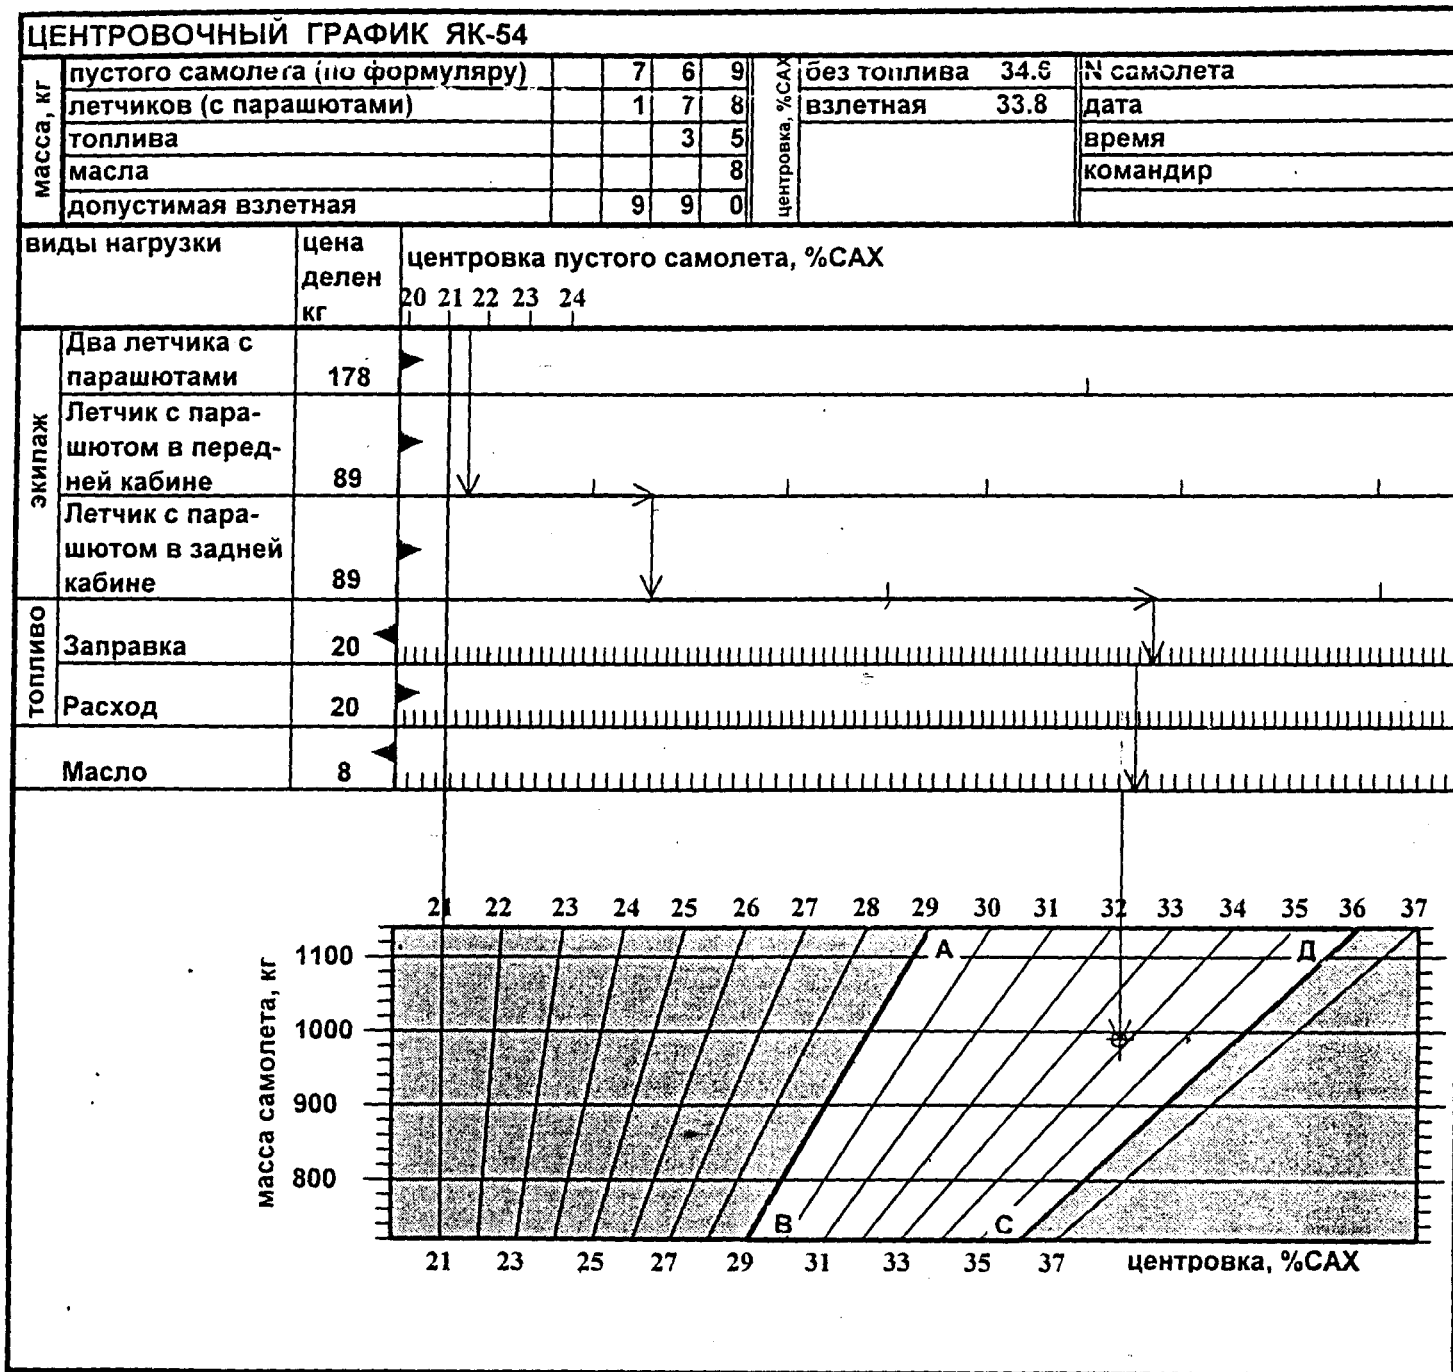 ЦЕНТРОВОЧНЫЙ ГРАФИК ЯК-54
масса, кг
пустого самолета (по формуляру) 7 6 9
летчиков (с парашютами) 1 7 8
топлива 3 5
масла 8
допустимая взлетная 9 9 0
центровка, %САХ
без топлива 34.6
взлетная 33.8
N самолета
дата
время
командир
виды нагрузки
цена
делен
кг
центровка пустого самолета, %САХ
20 21 22 23 24
экипаж
Два летчика с
парашютами 178
Летчик с пара-
шютом в перед-
ней кабине 89
Летчик с пара-
шютом в задней
кабине 89
топливо
Заправка 20
Расход 20
Масло 8
21 22 23 24 25 26 27 28 29 30 31 32 33 34 35 36 37
масса самолета, кг
1100
А Д
1000
900
800
В С
21 23 25 27 29 31 33 35 37 центровка, %САХ